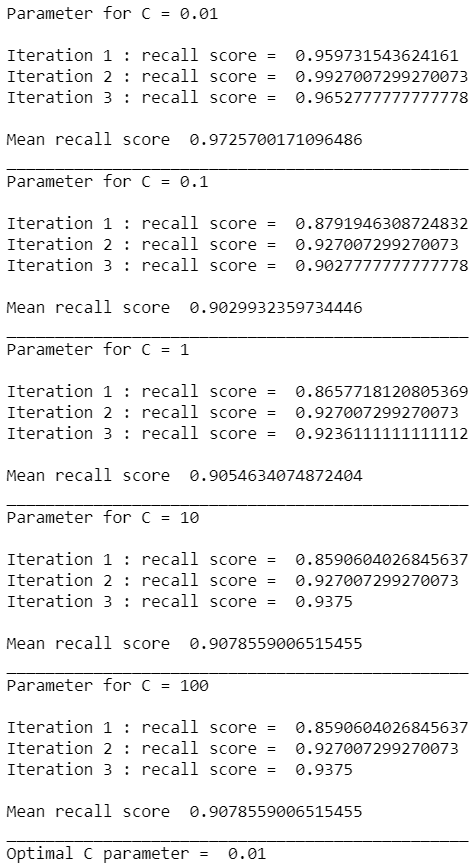 Parameter for C = 0.01
Iteration 1 : recall score =  0.959731543624161
Iteration 2 : recall score =  0.9927007299270073
Iteration 3 : recall score =  0.9652777777777778
Mean recall score  0.9725700171096486
_______________________________________________
Parameter for C = 0.1
Iteration 1 : recall score =  0.8791946308724832
Iteration 2 : recall score =  0.927007299270073
Iteration 3 : recall score =  0.9027777777777778
Mean recall score  0.9029932359734446
_______________________________________________
Parameter for C = 1
Iteration 1 : recall score =  0.8657718120805369
Iteration 2 : recall score =  0.927007299270073
Iteration 3 : recall score =  0.9236111111111112
Mean recall score  0.9054634074872404
_______________________________________________
Parameter for C = 10
Iteration 1 : recall score =  0.8590604026845637
Iteration 2 : recall score =  0.927007299270073
Iteration 3 : recall score =  0.9375
Mean recall score  0.9078559006515455
_______________________________________________
Parameter for C = 100
Iteration 1 : recall score =  0.8590604026845637
Iteration 2 : recall score =  0.927007299270073
Iteration 3 : recall score =  0.9375
Mean recall score  0.9078559006515455
_______________________________________________
Optimal C parameter =  0.01